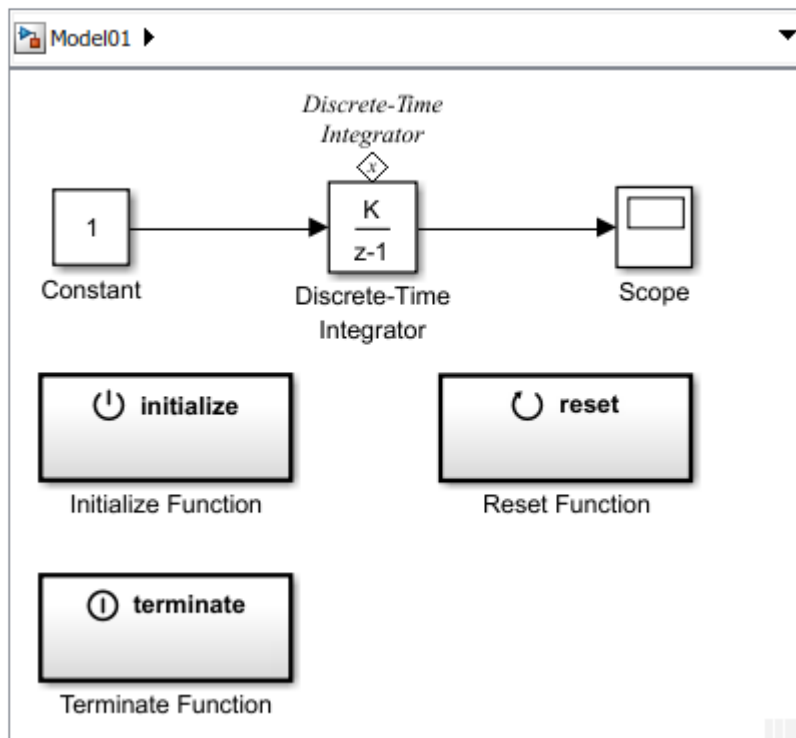 Model01
Discrete-Time
Integrator
x
1
K
z-1
Constant
Discrete-Time
Integrator
Scope
initialize
reset
Initialize Function
Reset Function
terminate
Terminate Function